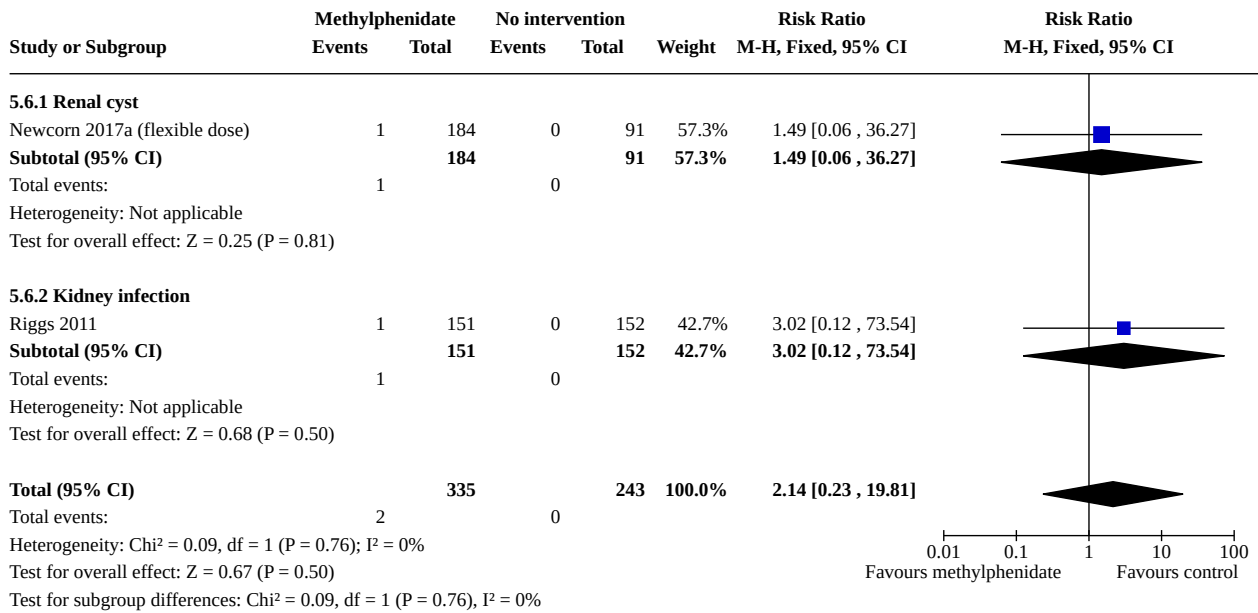 Methylphenidate No intervention Risk Ratio Risk Ratio
Study or Subgroup Events Total Events Total Weight M-H, Fixed, 95% CI M-H, Fixed, 95% CI
5.6.1 Renal cyst
Newcorn 2017a (flexible dose) 1 184 0 91 57.3% 1.49 [0.06 , 36.27]
Subtotal (95% CI) 184 91 57.3% 1.49 [0.06 , 36.27]
Total events: 1 0
Heterogeneity: Not applicable
Test for overall effect: Z = 0.25 (P = 0.81)
5.6.2 Kidney infection
Riggs 2011 1 151 0 152 42.7% 3.02 [0.12 , 73.54]
Subtotal (95% CI) 151 152 42.7% 3.02 [0.12 , 73.54]
Total events: 1 0
Heterogeneity: Not applicable
Test for overall effect: Z = 0.68 (P = 0.50)
Total (95% CI) 335 243 100.0% 2.14 [0.23 , 19.81]
Total events: 2 0
Heterogeneity: Chi² = 0.09, df = 1 (P = 0.76); I² = 0%
Test for overall effect: Z = 0.67 (P = 0.50)
Test for subgroup differences: Chi² = 0.09, df = 1 (P = 0.76), I² = 0%
0.01 0.1 1 10 100
Favours methylphenidate Favours control